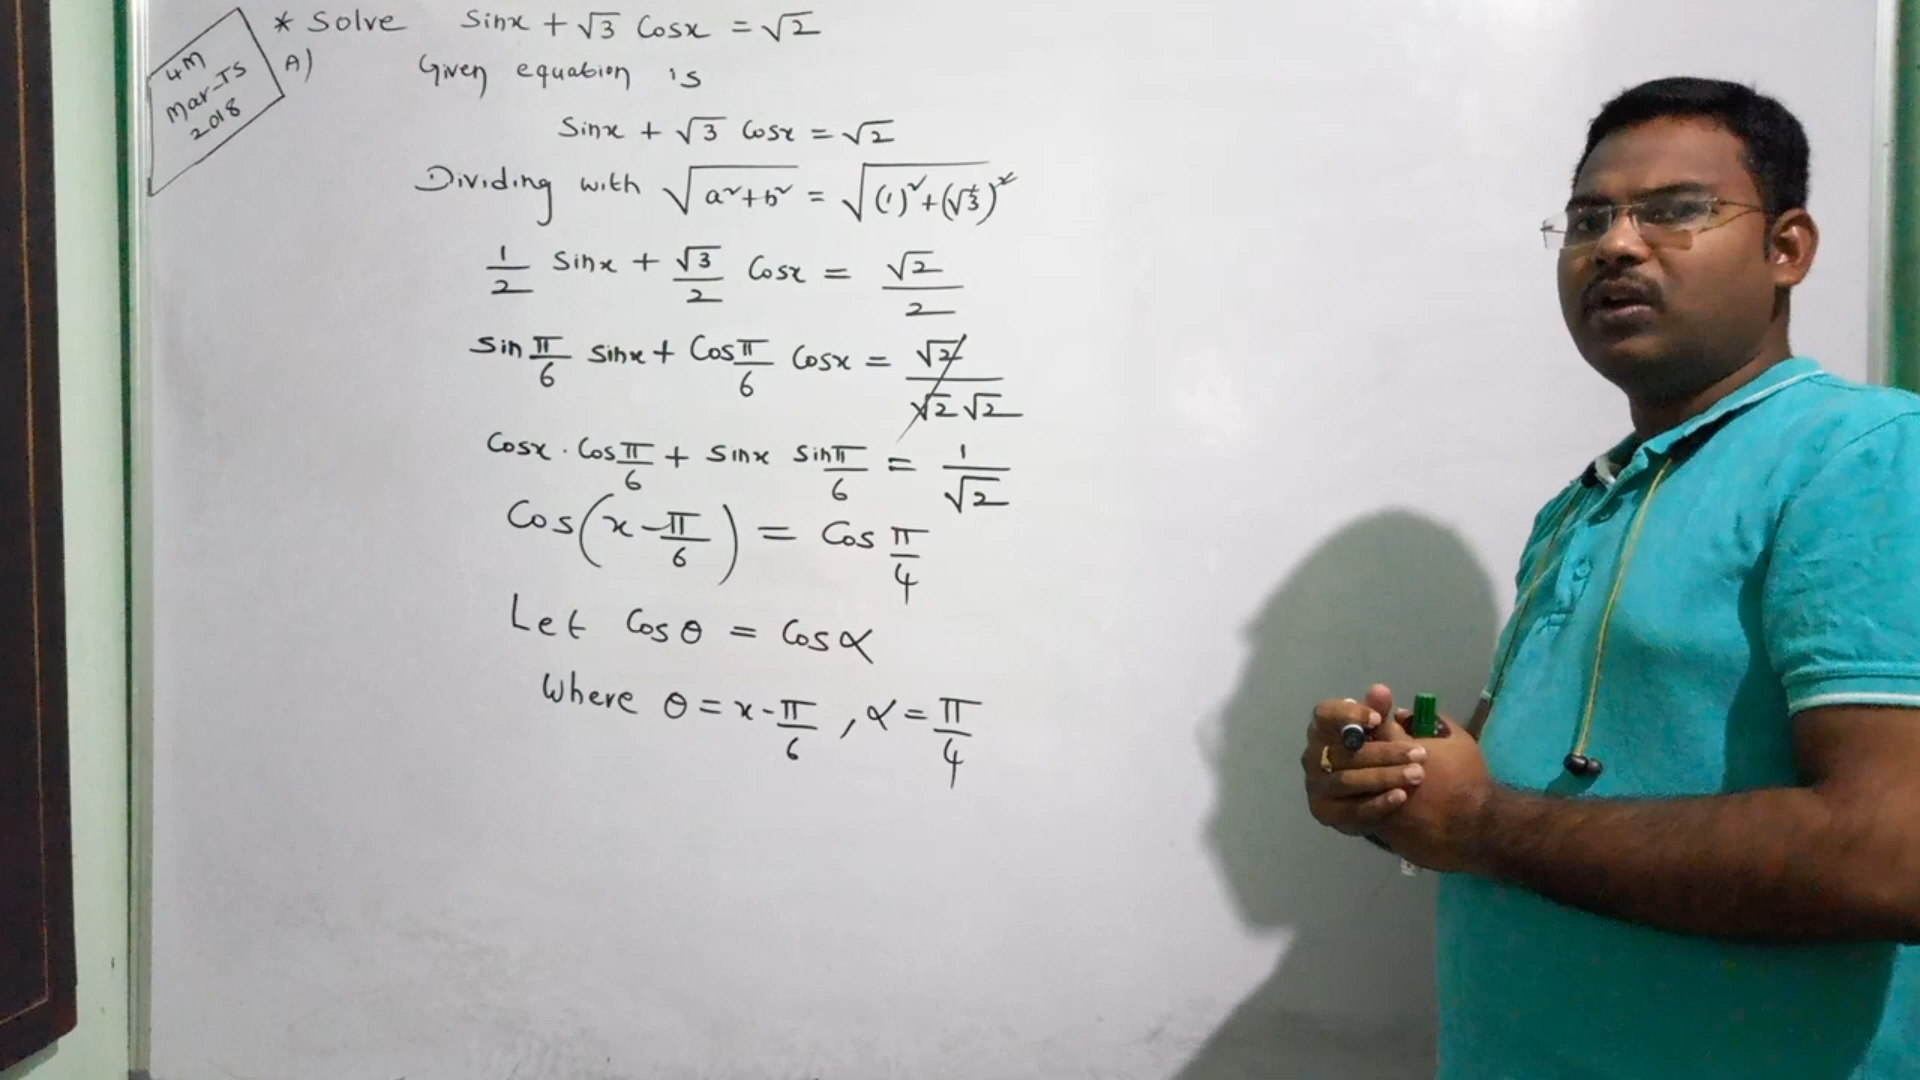 * Solve Sinx + √3 Cosx = √2
4M
Mar-TS
2018
A) Given equation is
Sinx + √3 Cosx = √2
Dividing with √(a²+b²) = √((1)²+(√3)²)
1/2 Sinx + √3/2 Cosx = √2/2
Sin π/6 Sinx + Cos π/6 Cosx = √2/√2√2
Cosx . Cos π/6 + Sinx Sin π/6 = 1/√2
Cos(x - π/6) = Cos π/4
Let Cosθ = Cosα
Where θ = x - π/6 , α = π/4